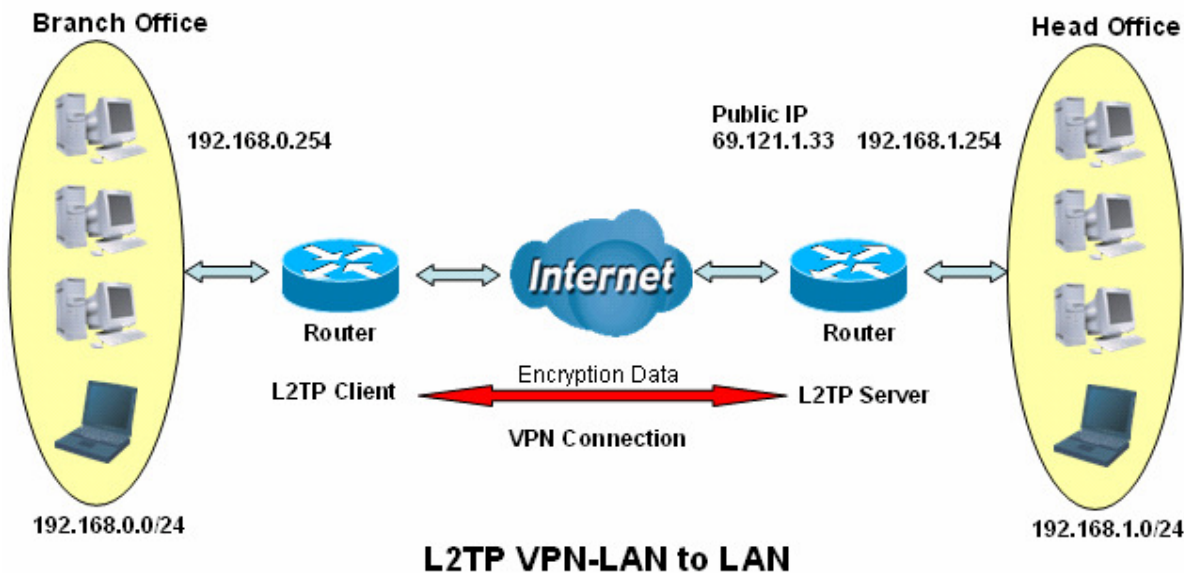 Branch Office
Head Office
192.168.0.254
Public IP
69.121.1.33
192.168.1.254
Internet
Router
Router
L2TP Client
Encryption Data
L2TP Server
VPN Connection
192.168.0.0/24
192.168.1.0/24
L2TP VPN-LAN to LAN